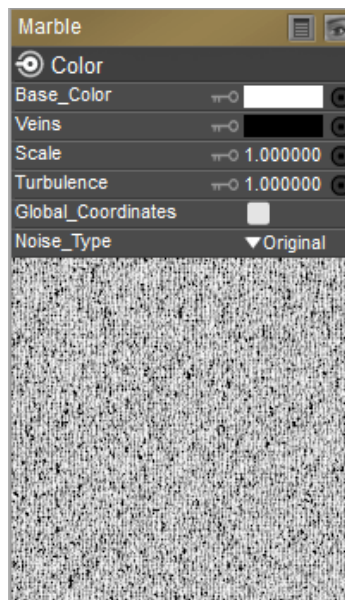 Marble
Color
Base_Color
Veins
Scale 1.000000
Turbulence 1.000000
Global_Coordinates
Noise_Type Original